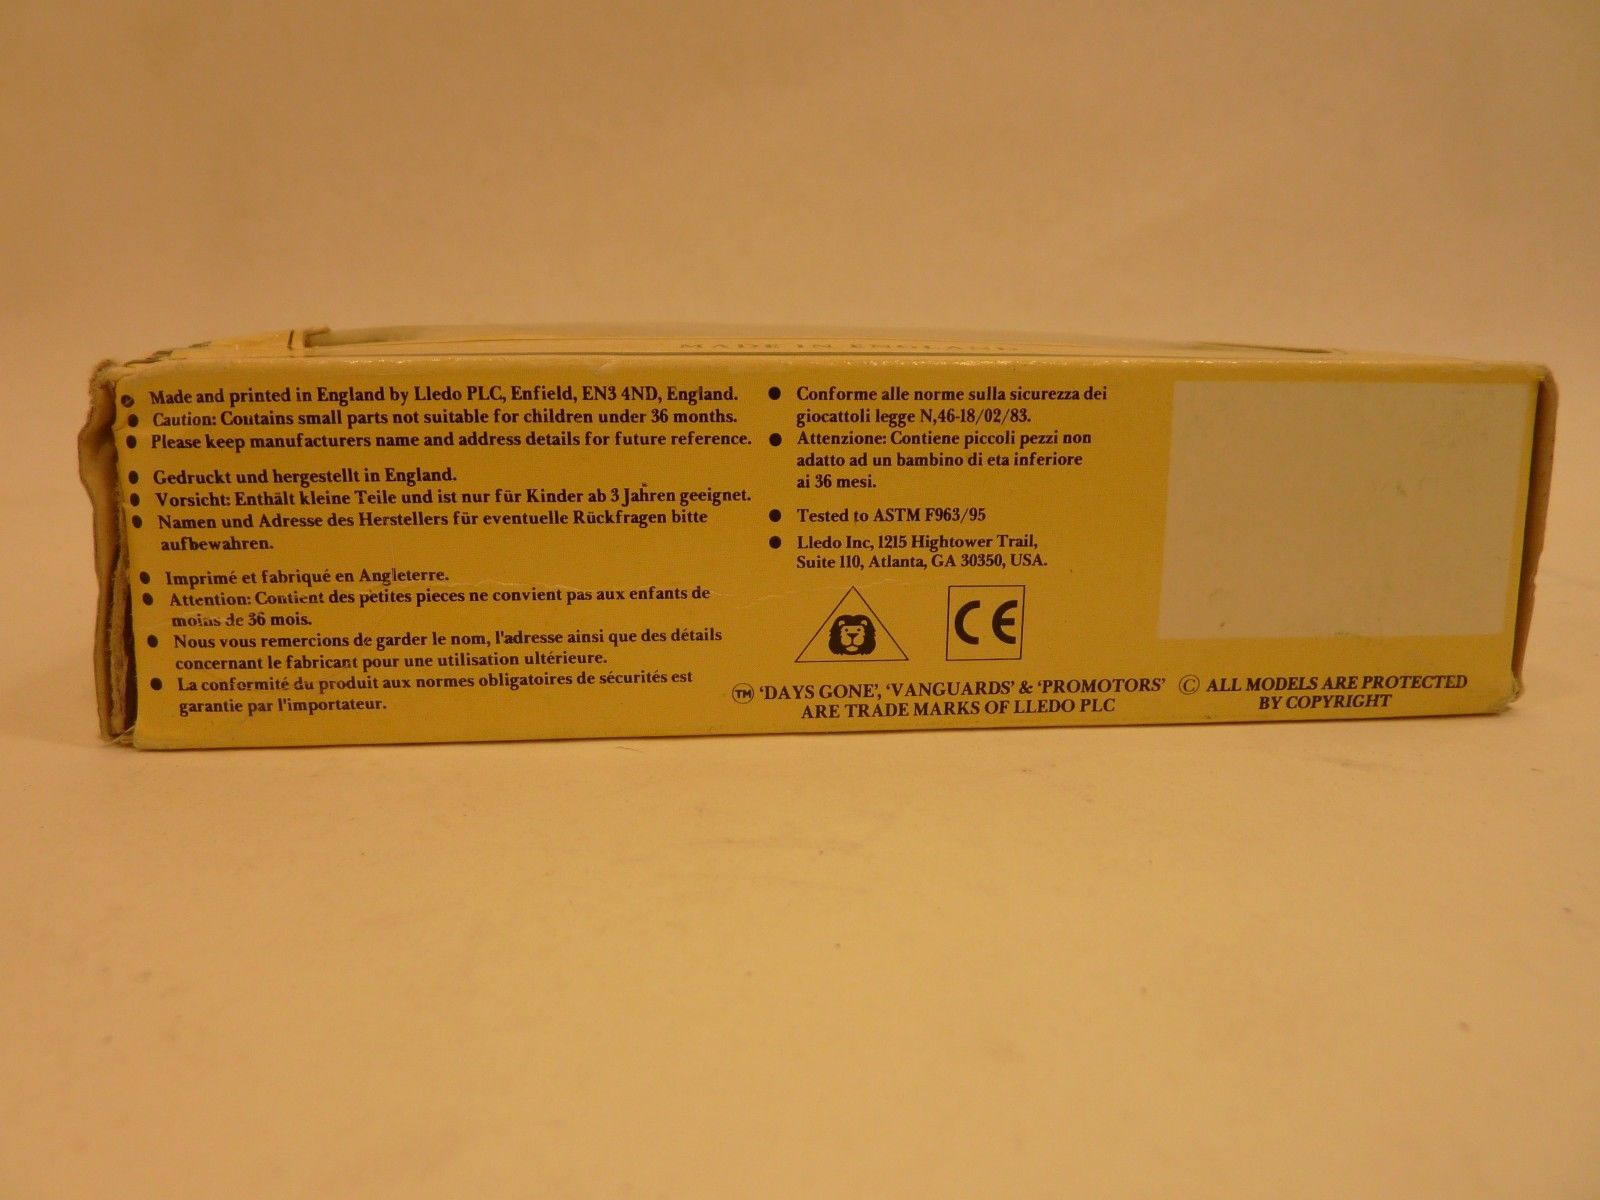 MADE IN ENGLAND
Made and printed in England by Lledo PLC, Enfield, EN3 4ND, England.
Caution: Coutains small parts not suitable for children under 36 months.
Please keep manufacturers name and address details for future reference.
Gedruckt und hergestellt in England.
Vorsicht: Enthält kleine Teile und ist nur für Kinder ab 3 Jahren geeignet.
Namen und Adresse des Herstellers für eventuelle Rückfragen bitte
aufbewahren.
Imprimé et fabriqué en Angleterre.
Attention: Contient des petites pieces ne convient pas aux enfants de
moins de 36 mois.
Nous vous remercions de garder le nom, l'adresse ainsi que des détails
concernant le fabricant pour une utilisation ultérieure.
La conformité du produit aux normes obligatoires de sécurités est
garantie par l'importateur.
Conforme alle norme sulla sicurezza dei
giocattoli legge N,46-18/02/83.
Attenzione: Contiene piccoli pezzi non
adatto ad un bambino di eta inferiore
ai 36 mesi.
Tested to ASTM F963/95
Lledo Inc, 1215 Hightower Trail,
Suite 110, Atlanta, GA 30350, USA.
CE
TM 'DAYS GONE', 'VANGUARDS' & 'PROMOTORS'
ARE TRADE MARKS OF LLEDO PLC
© ALL MODELS ARE PROTECTED
BY COPYRIGHT